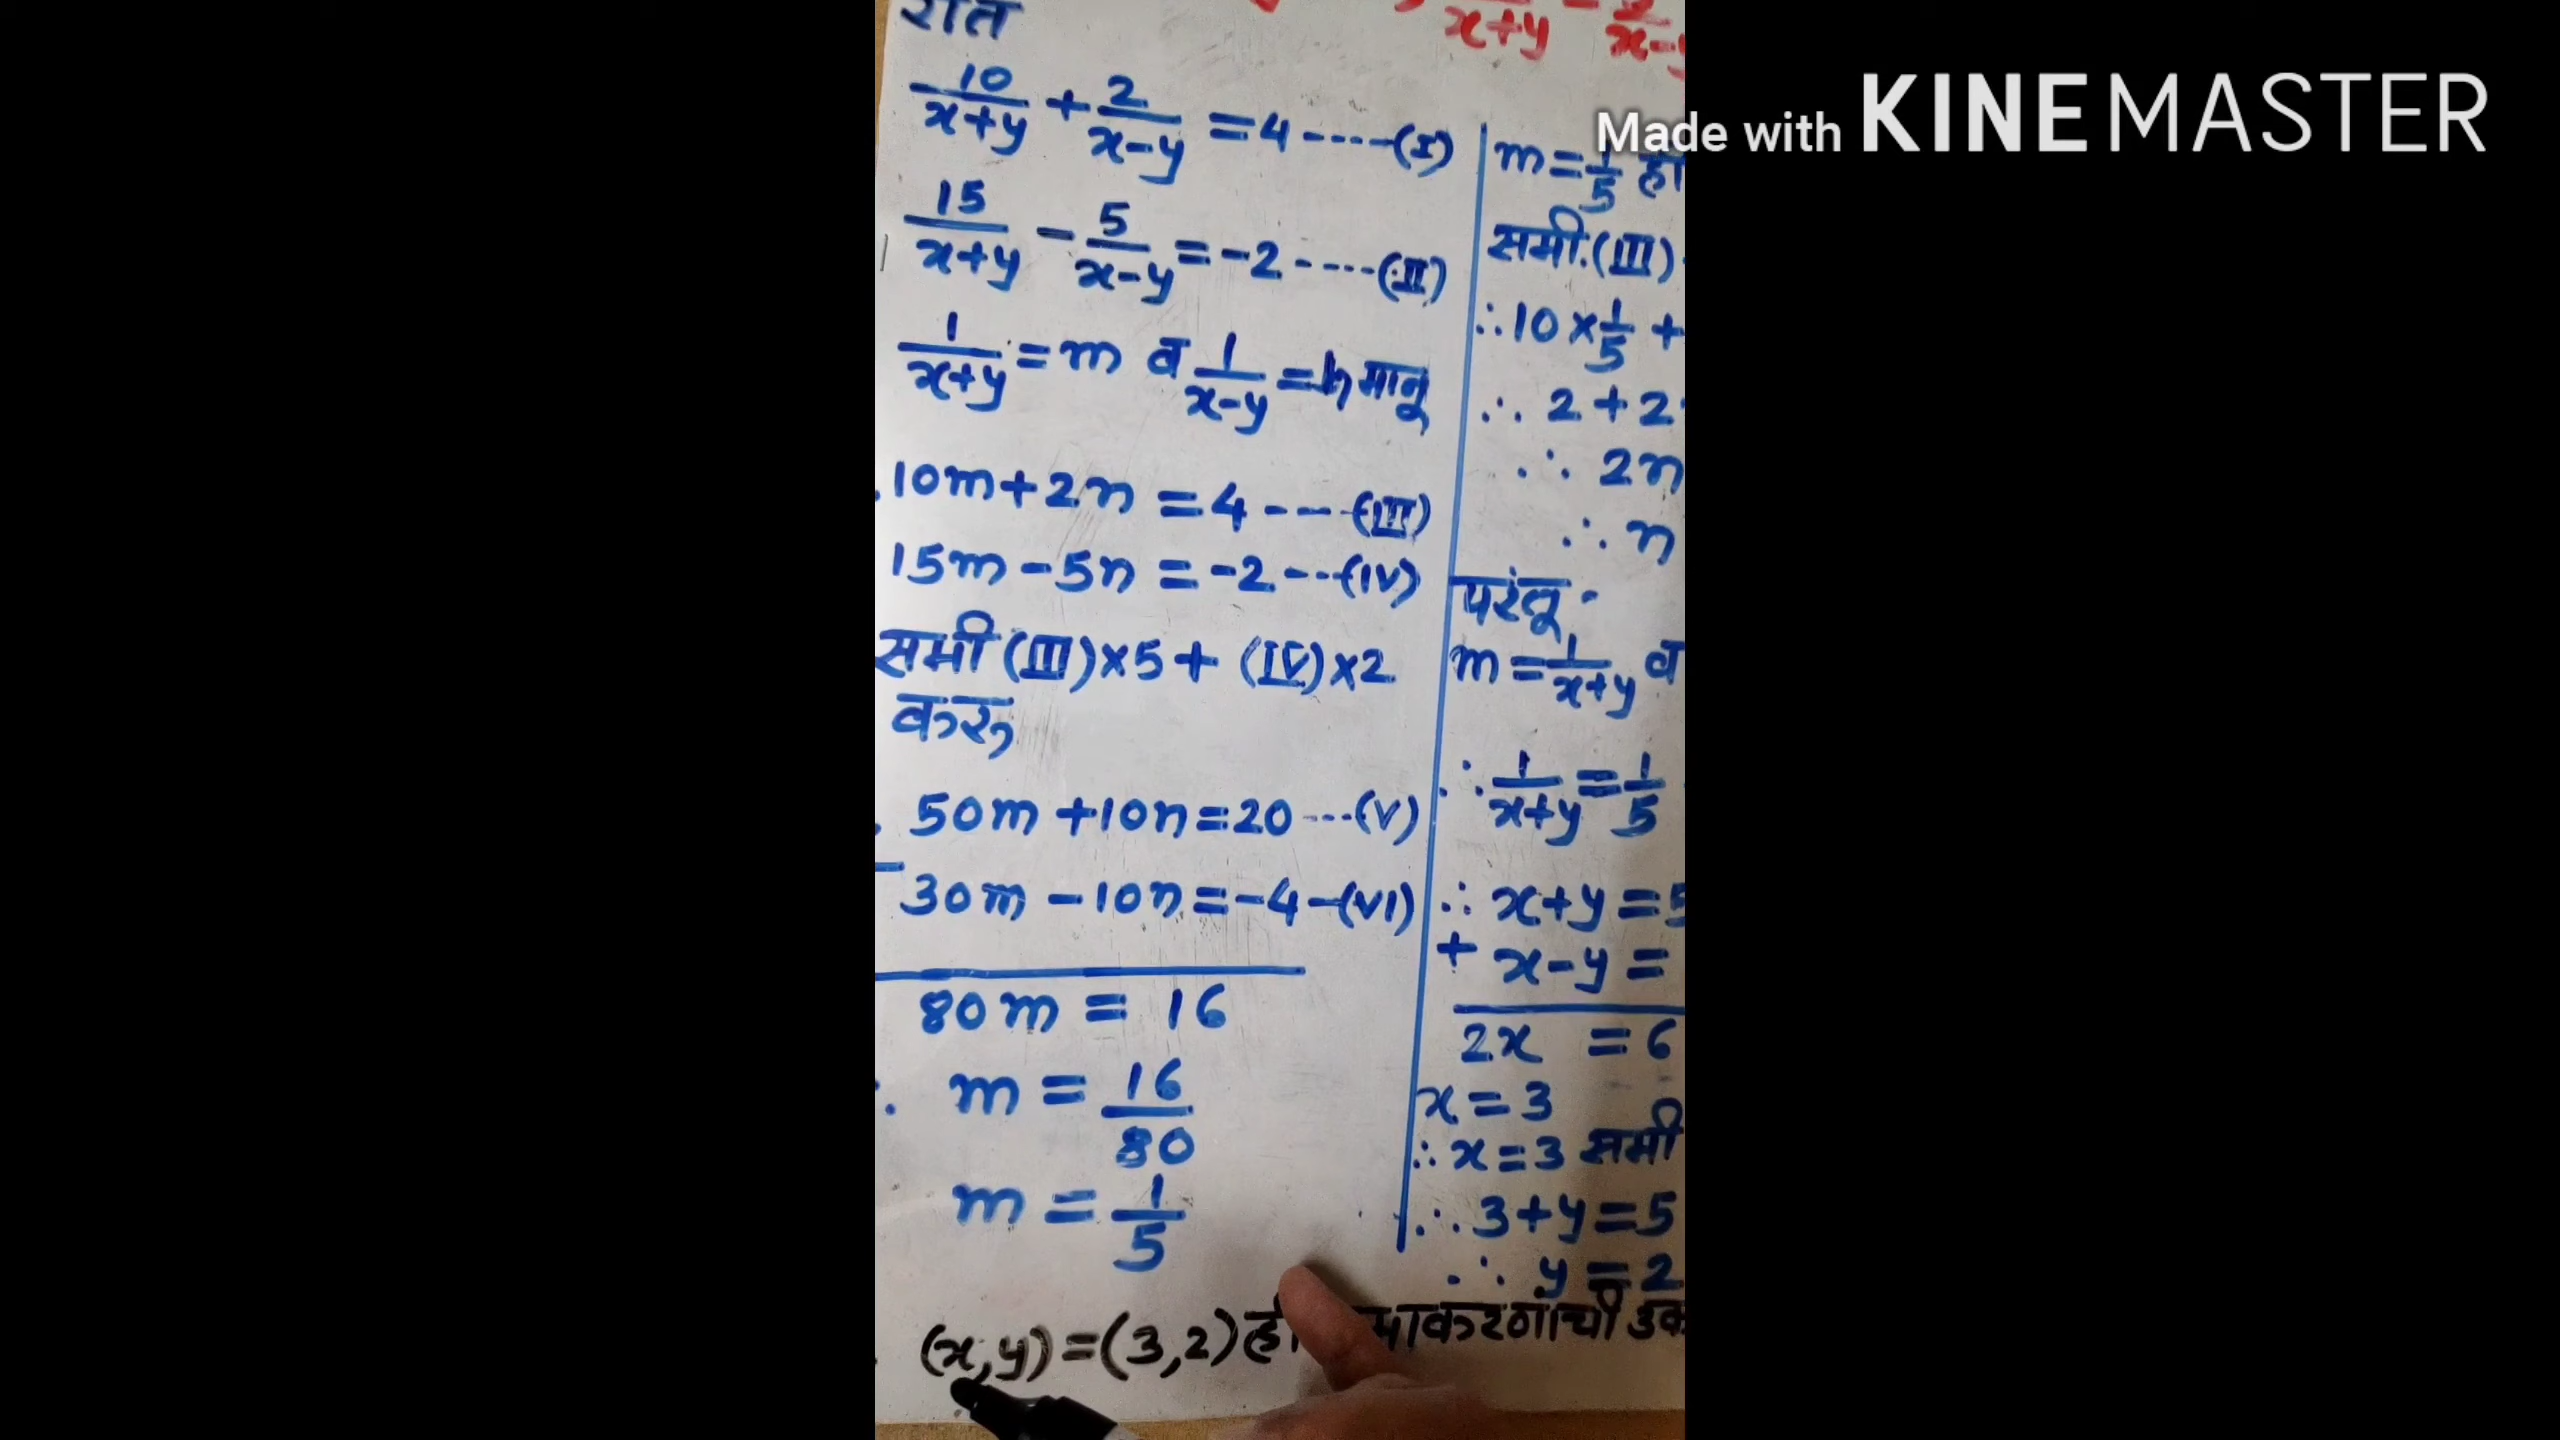 रीत
x+y x-y
10/(x+y) + 2/(x-y) = 4 ----(I)
15/(x+y) - 5/(x-y) = -2 ----(II)
1/(x+y) = m व 1/(x-y) = n मानू
10m+2n = 4 --- (III)
15m-5n = -2 ---(IV)
समी (III)×5 + (IV)×2
करू
50m+10n=20 ---(V)
30m-10n=-4-(VI)
80m = 16
m = 16/80
m = 1/5
Made with KINEMASTER
m=1/5 ही
समी.(III)
∴10×1/5 +
∴ 2+2
∴ 2n
∴ n
परंतू
m=1/(x+y) व
∴ 1/(x+y) = 1/5
∴ x+y=5
+ x-y=
2x = 6
x=3
∴x=3 समी
∴ 3+y=5
∴ y=2
(x,y)=(3,2) ही